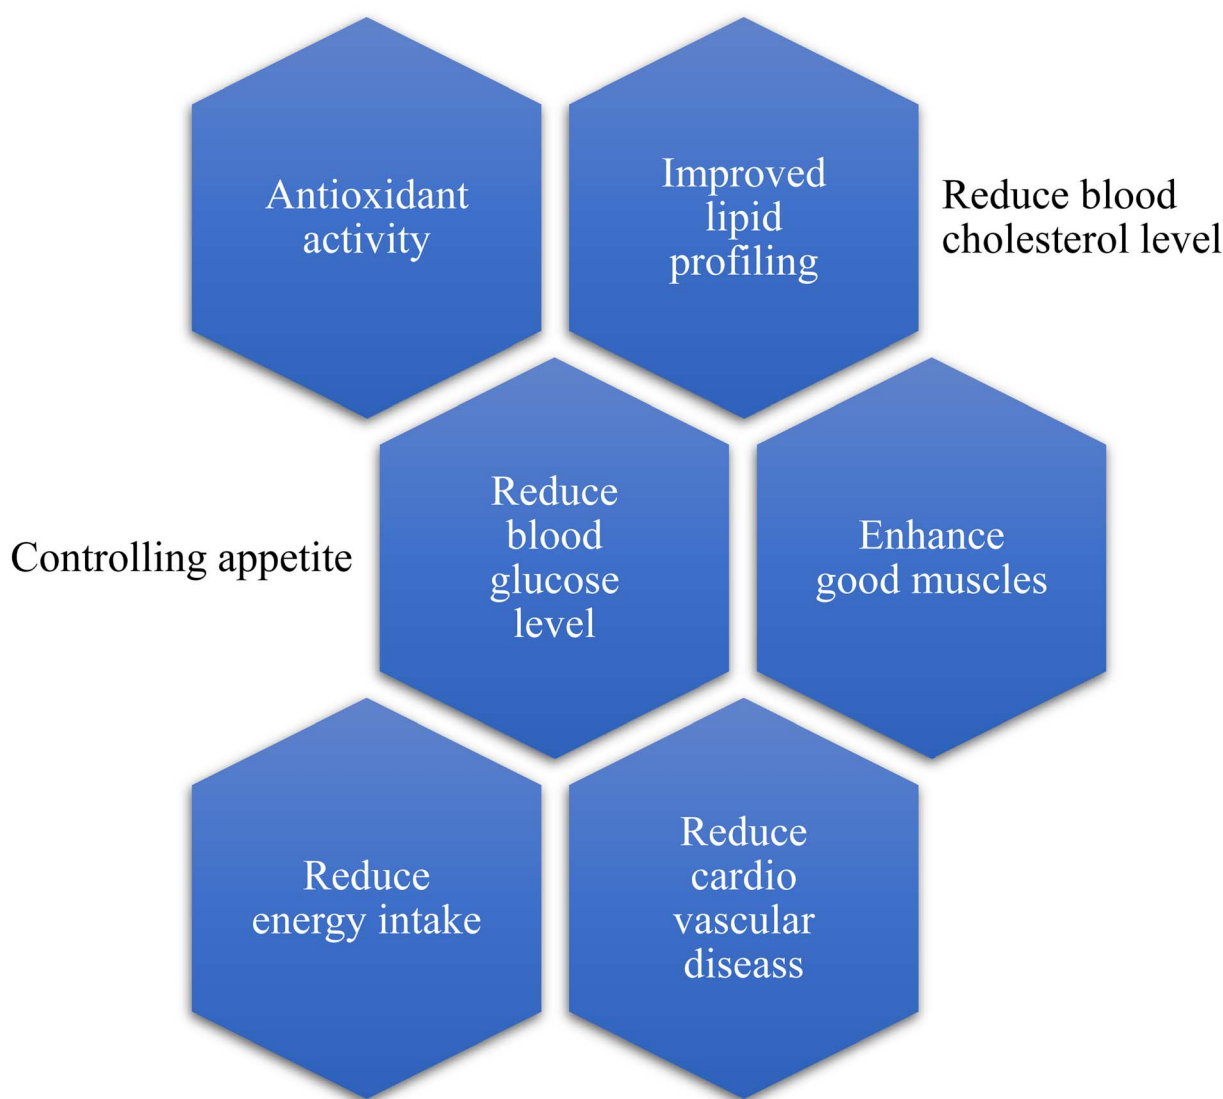 Antioxidant
activity
Improved
lipid
profiling
Reduce blood
cholesterol level
Controlling appetite
Reduce
blood
glucose
level
Enhance
good muscles
Reduce
energy intake
Reduce
cardio
vascular
diseass